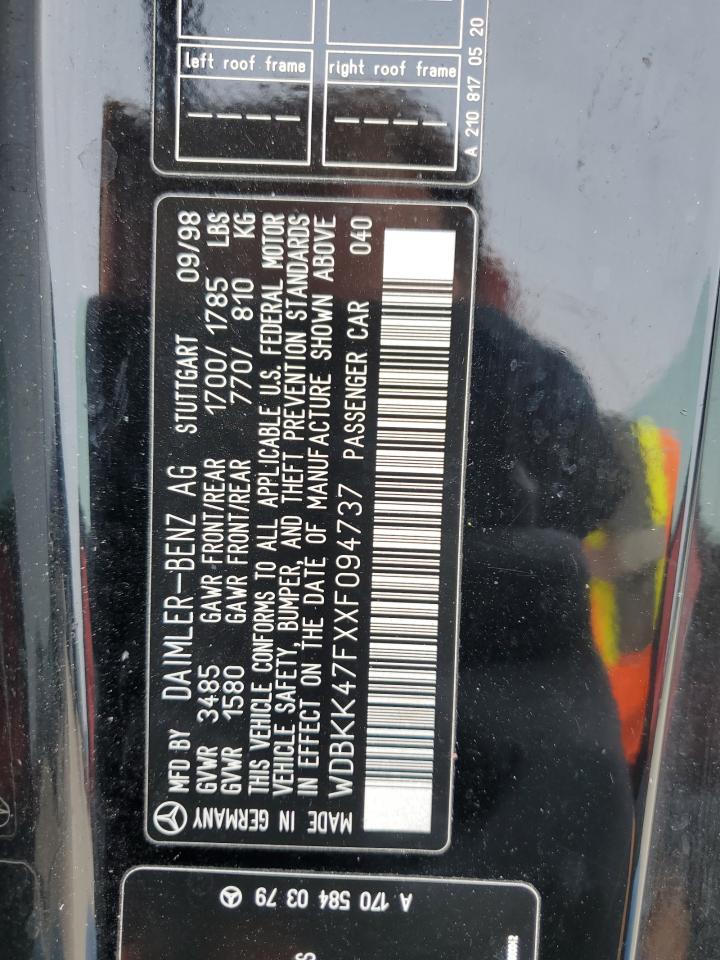 left roof frame
right roof frame
A 210 817 05 20
MFD BY DAIMLER-BENZ AG STUTTGART 09/98
GVWR 3485 GAWR FRONT/REAR 1700/ 1785 LBS
GVWR 1580 GAWR FRONT/REAR 770/ 810 KG
THIS VEHICLE CONFORMS TO ALL APPLICABLE U.S. FEDERAL MOTOR
VEHICLE SAFETY, BUMPER, AND THEFT PREVENTION STANDARDS
IN EFFECT ON THE DATE OF MANUFACTURE SHOWN ABOVE
WDBKK47FXXF094737 PASSENGER CAR 040
MADE IN GERMANY
A 170 584 03 79